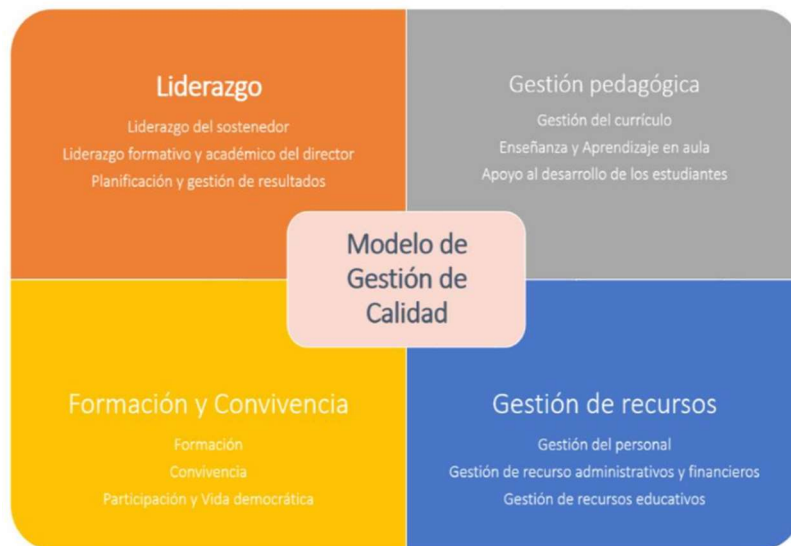 Liderazgo
Liderazgo del sostenedor
Liderazgo formativo y académico del director
Planificación y gestión de resultados
Gestión pedagógica
Gestión del currículo
Enseñanza y Aprendizaje en aula
Apoyo al desarrollo de los estudiantes
Modelo de
Gestión de
Calidad
Formación y Convivencia
Formación
Convivencia
Participación y Vida democrática
Gestión de recursos
Gestión del personal
Gestión de recurso administrativos y financieros
Gestión de recursos educativos